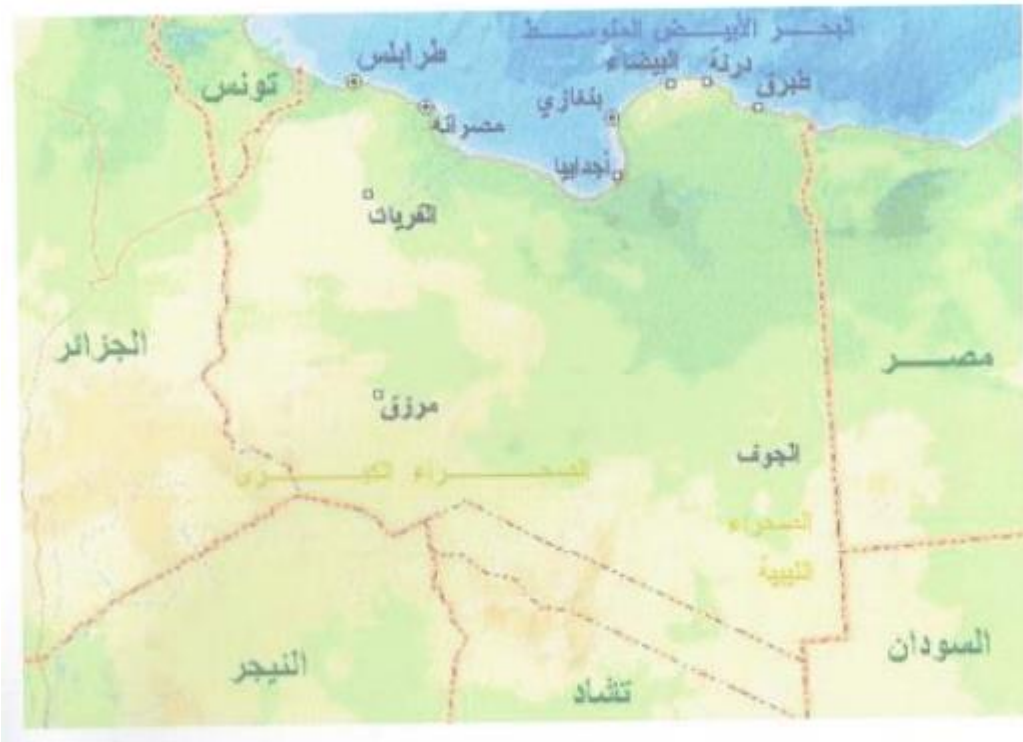 البحر الأبيض المتوسط
طرابلس
البيضاء
درنة
تونس
بنغازي
طبرق
مصراته
أجدابيا
القريات
الجزائر
مصر
مرزق
الجوف
الصحراء الكبرى
الصحراء
الليبية
السودان
النيجر
تشاد